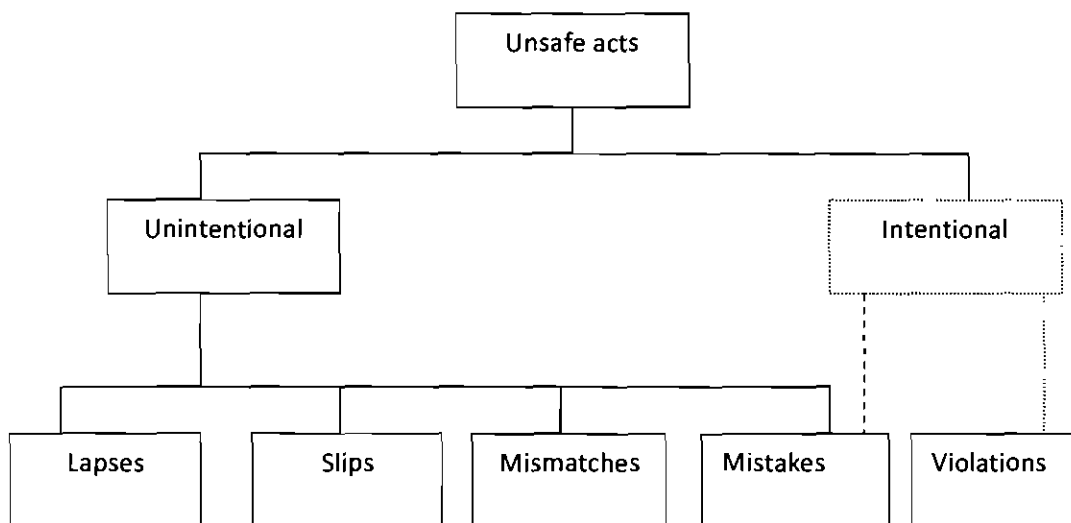 Unsafe acts
Unintentional
Intentional
Lapses
Slips
Mismatches
Mistakes
Violations